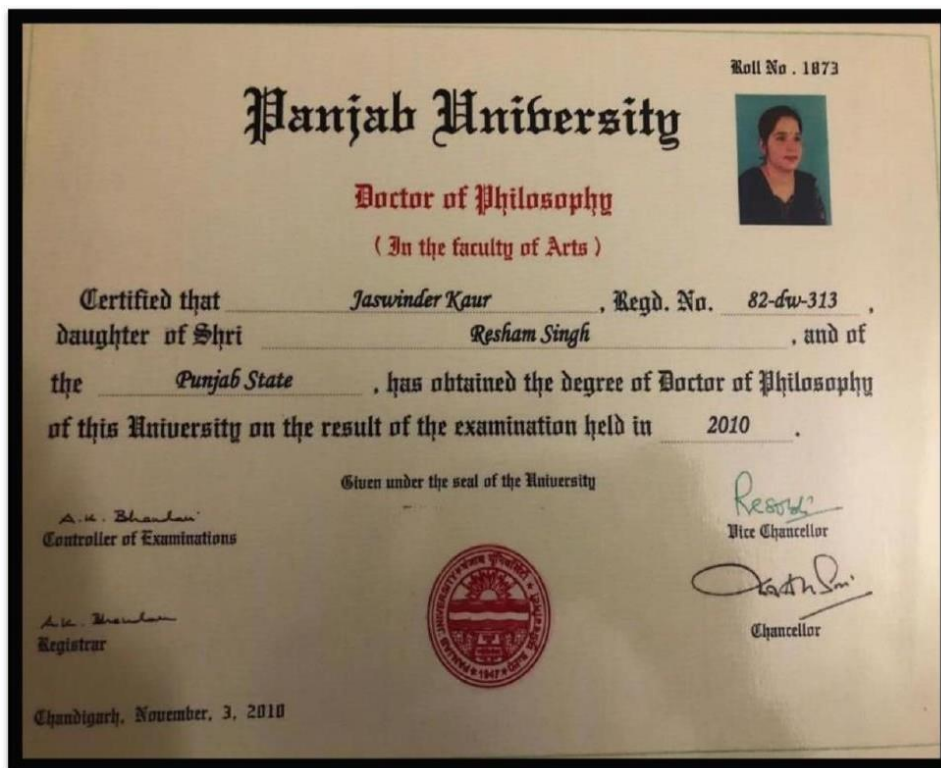 Roll No . 1873
Panjab University
Doctor of Philosophy
( In the faculty of Arts )
Certified that Jaswinder Kaur , Regd. No. 82-dw-313 ,
daughter of Shri Resham Singh , and of
the Punjab State , has obtained the degree of Doctor of Philosophy
of this University on the result of the examination held in 2010 .
Given under the seal of the University
A.K. Bhandari
Controller of Examinations
Vice Chancellor
A.K. Bhandari
Registrar
Chancellor
PANJAB UNIVERSITY
1947
Chandigarh, November, 3, 2010